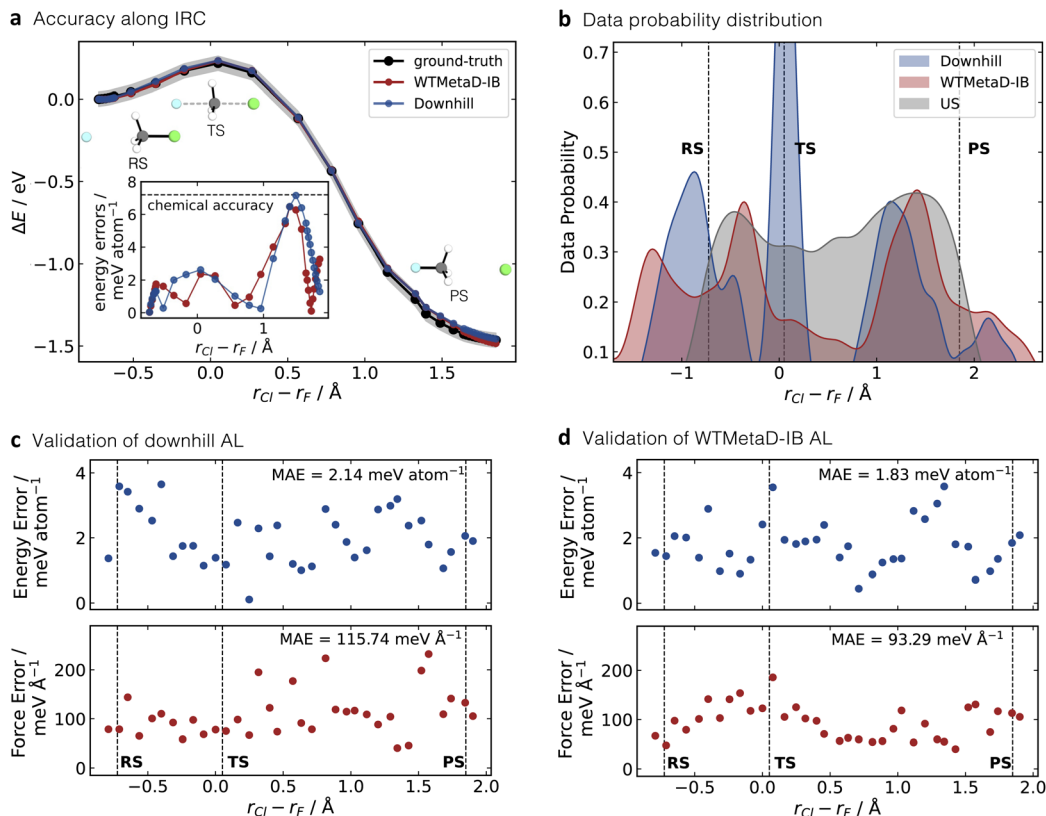 a Accuracy along IRC
ΔE / eV
0.0
−0.5
−1.0
−1.5
ground-truth
WTMetaD-IB
Downhill
TS
RS
PS
energy errors /
meV atom⁻¹
8
6
4
2
0
chemical accuracy
0
1
r_Cl − r_F / Å
−0.5
0.0
0.5
1.0
1.5
r_Cl − r_F / Å
b Data probability distribution
Data Probability
0.7
0.6
0.5
0.4
0.3
0.2
0.1
Downhill
WTMetaD-IB
US
RS
TS
PS
−1
0
1
2
r_Cl − r_F / Å
c Validation of downhill AL
Energy Error /
meV atom⁻¹
4
2
0
MAE = 2.14 meV atom⁻¹
Force Error /
meV Å⁻¹
200
100
0
MAE = 115.74 meV Å⁻¹
RS
TS
PS
−0.5
0.0
0.5
1.0
1.5
2.0
r_Cl − r_F / Å
d Validation of WTMetaD-IB AL
Energy Error /
meV atom⁻¹
4
2
0
MAE = 1.83 meV atom⁻¹
Force Error /
meV Å⁻¹
200
100
0
MAE = 93.29 meV Å⁻¹
RS
TS
PS
−0.5
0.0
0.5
1.0
1.5
2.0
r_Cl − r_F / Å